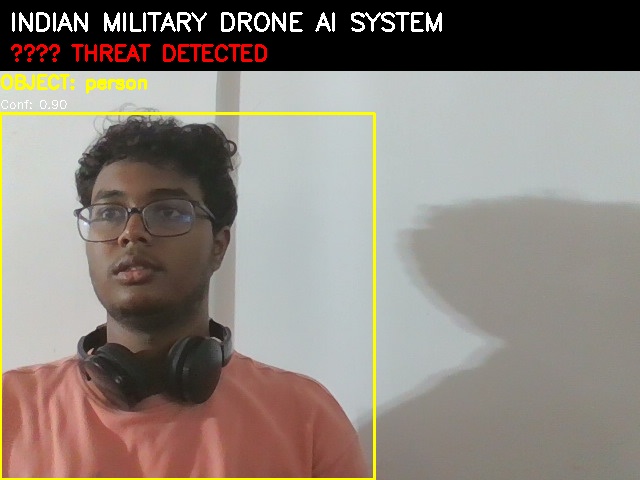 INDIAN MILITARY DRONE AI SYSTEM
???? THREAT DETECTED
OBJECT: person
Conf: 0.90